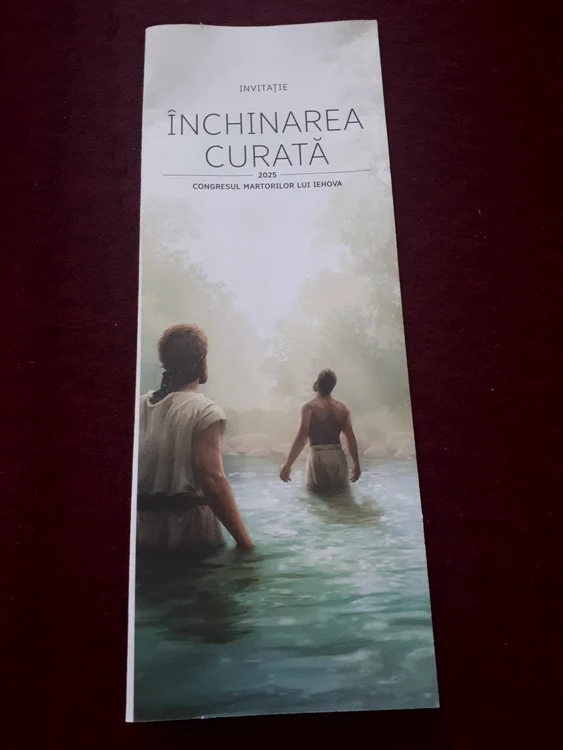 INVITAȚIE
ÎNCHINAREA
CURATĂ
2025
CONGRESUL MARTORILOR LUI IEHOVA